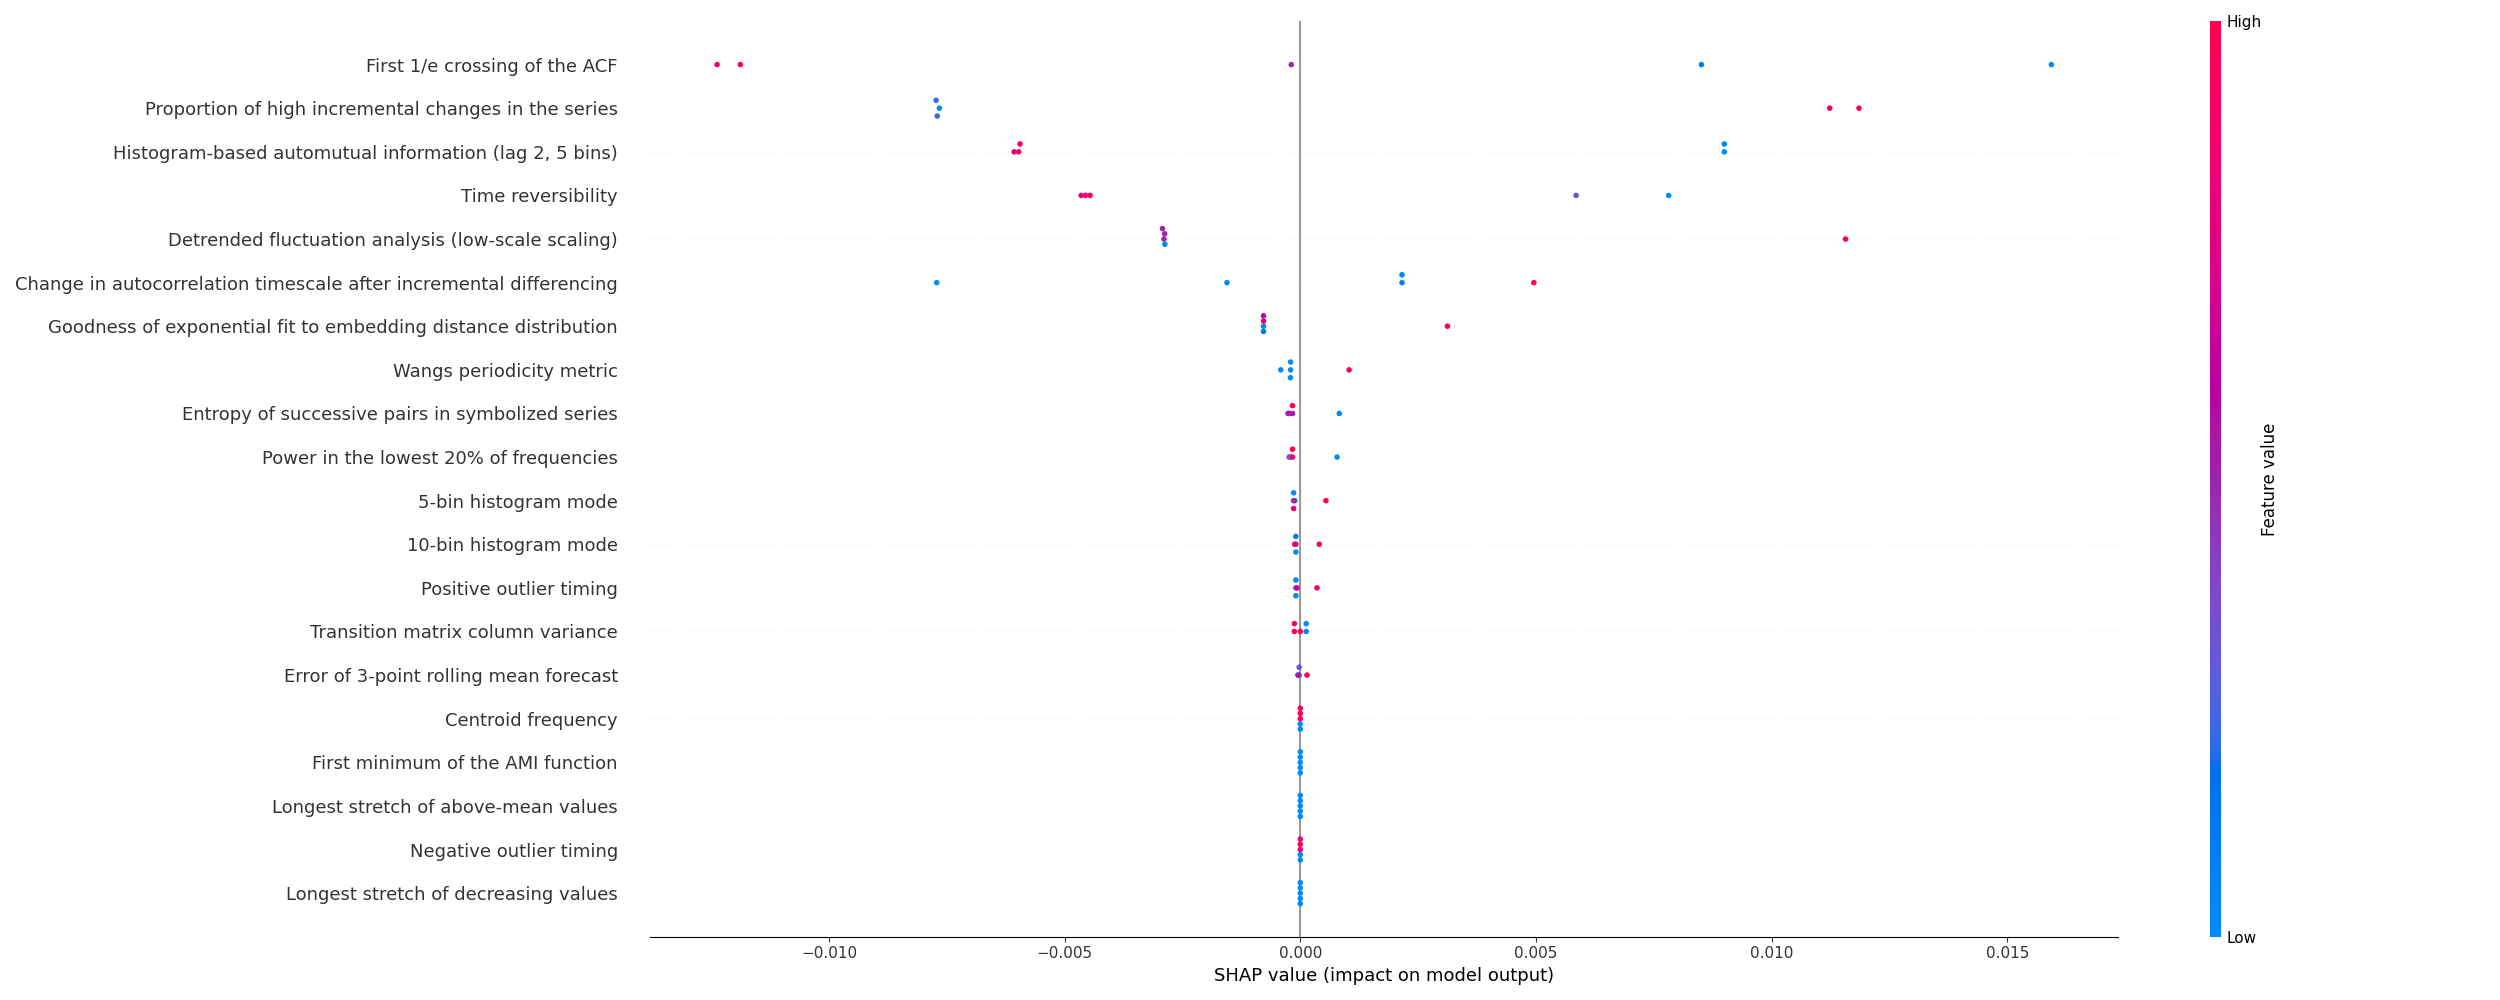 High
First 1/e crossing of the ACF
Proportion of high incremental changes in the series
Histogram-based automutual information (lag 2, 5 bins)
Time reversibility
Detrended fluctuation analysis (low-scale scaling)
Change in autocorrelation timescale after incremental differencing
Goodness of exponential fit to embedding distance distribution
Wangs periodicity metric
Entropy of successive pairs in symbolized series
Power in the lowest 20% of frequencies
5-bin histogram mode
10-bin histogram mode
Positive outlier timing
Transition matrix column variance
Error of 3-point rolling mean forecast
Centroid frequency
First minimum of the AMI function
Longest stretch of above-mean values
Negative outlier timing
Longest stretch of decreasing values
Feature value
Low
−0.010 −0.005 0.000 0.005 0.010 0.015
SHAP value (impact on model output)